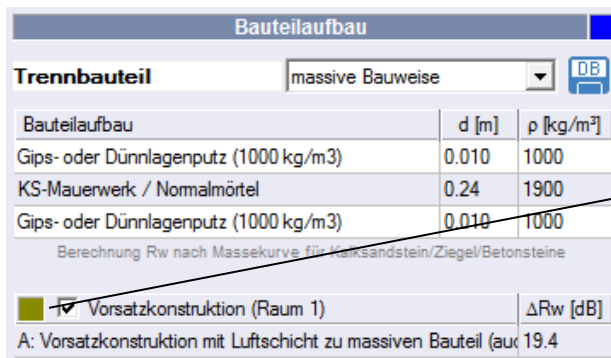 Bauteilaufbau
Trennbauteil massive Bauweise DB
Bauteilaufbau d [m] ρ [kg/m³]
Gips- oder Dünnlagenputz (1000 kg/m3) 0.010 1000
KS-Mauerwerk / Normalmörtel 0.24 1900
Gips- oder Dünnlagenputz (1000 kg/m3) 0.010 1000
Berechnung Rw nach Massekurve für Kalksandstein/Ziegel/Betonsteine
Vorsatzkonstruktion (Raum 1) ΔRw [dB]
A: Vorsatzkonstruktion mit Luftschicht zu massiven Bauteil (auc 19.4